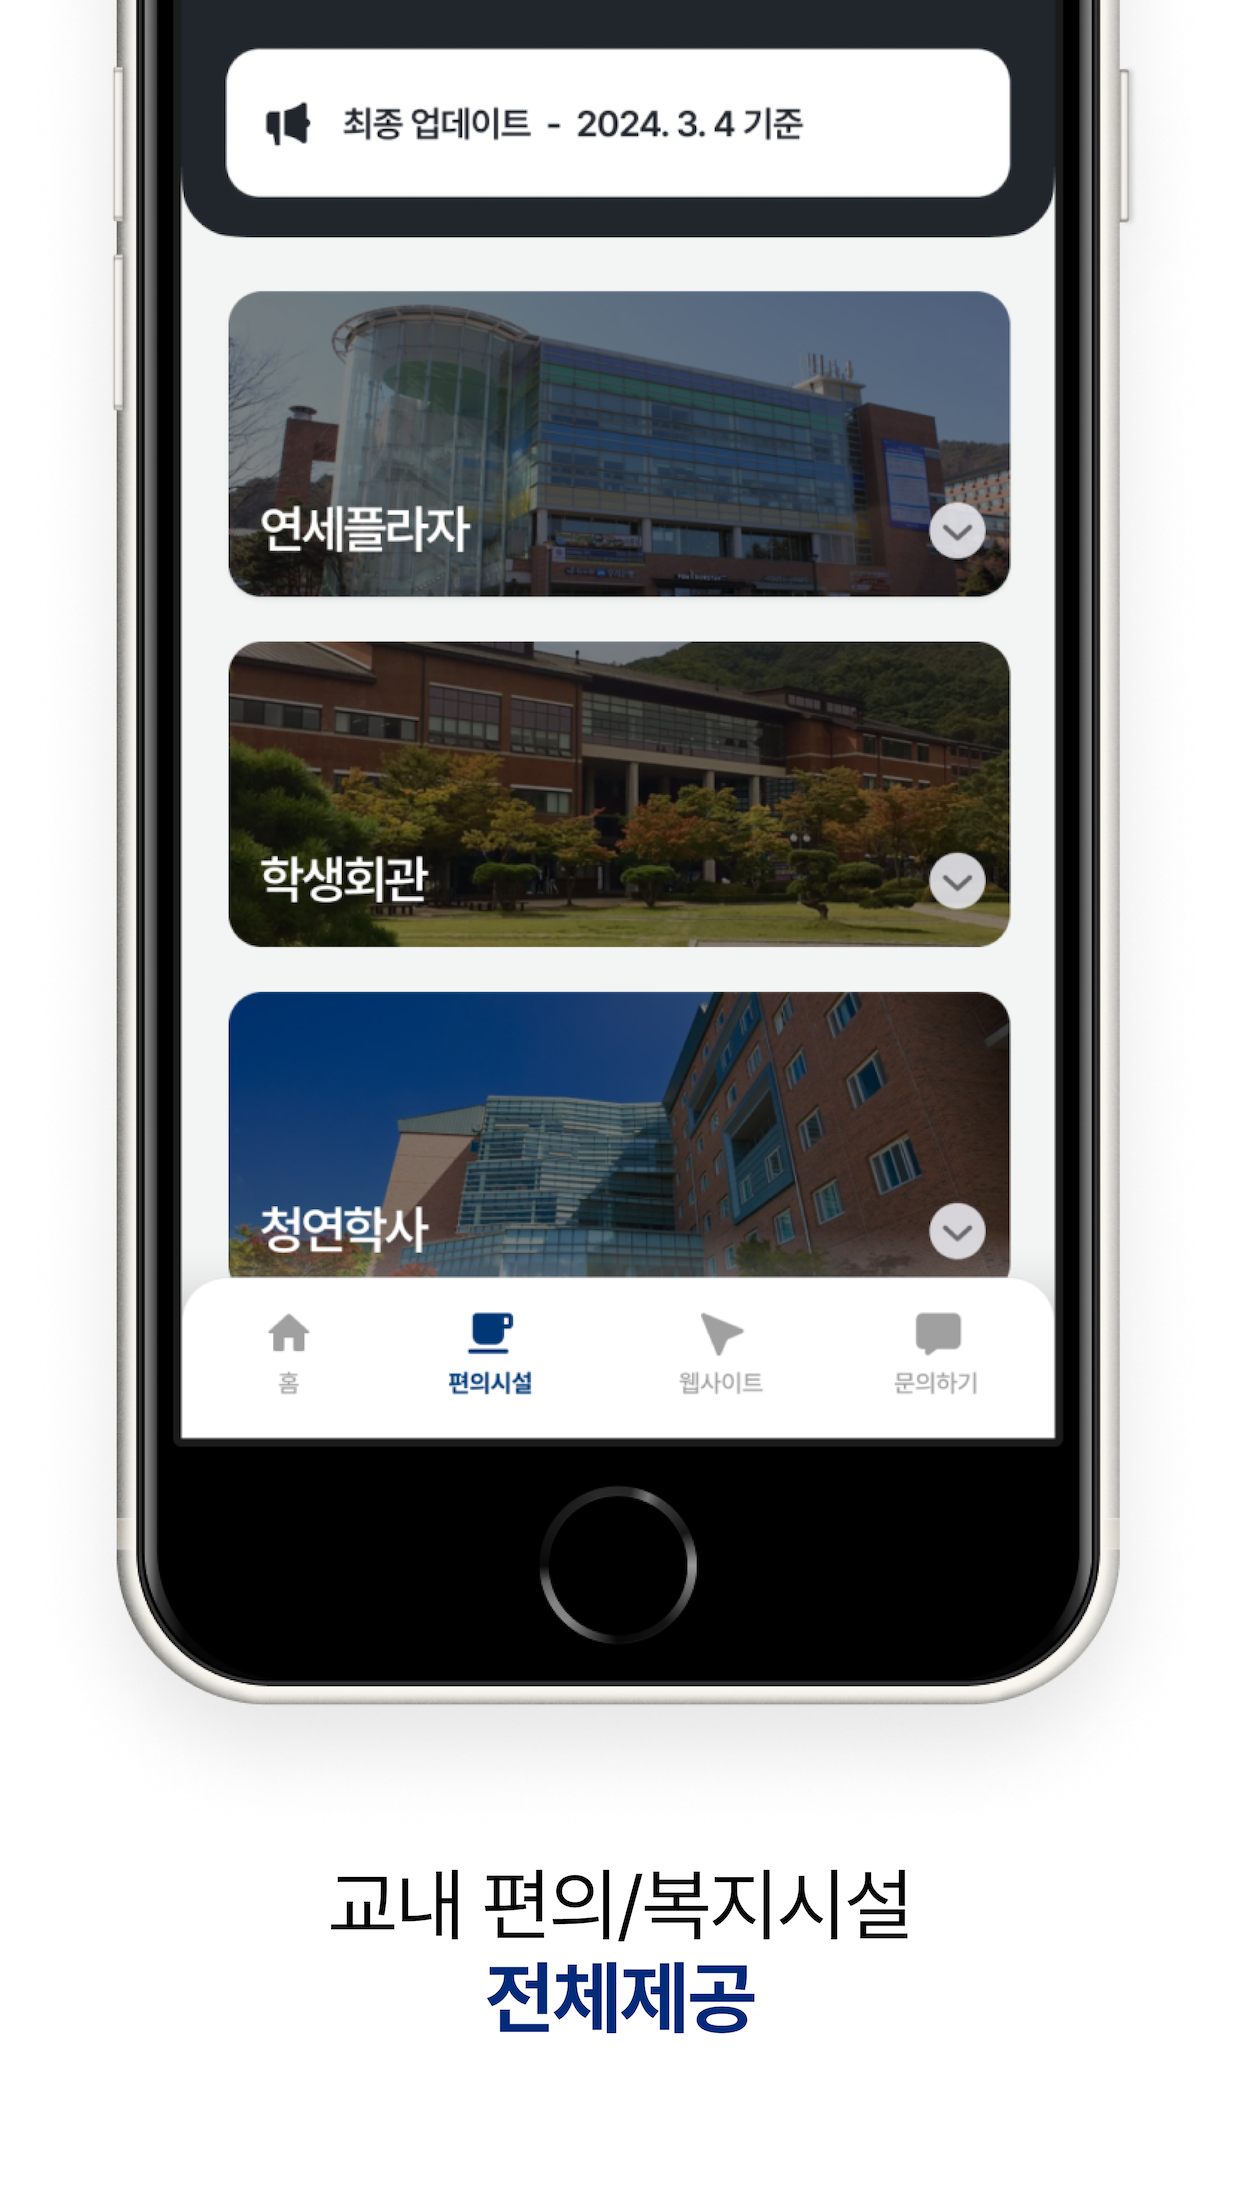 최종 업데이트 - 2024. 3. 4 기준
연세플라자
학생회관
청연학사
홈
편의시설
웹사이트
문의하기
교내 편의/복지시설
전체제공